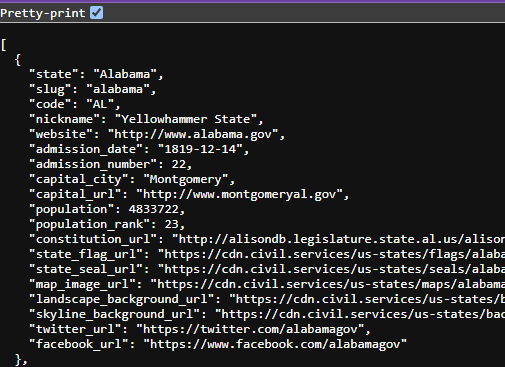 Pretty-print
[
{
"state": "Alabama",
"slug": "alabama",
"code": "AL",
"nickname": "Yellowhammer State",
"website": "http://www.alabama.gov",
"admission_date": "1819-12-14",
"admission_number": 22,
"capital_city": "Montgomery",
"capital_url": "http://www.montgomeryal.gov",
"population": 4833722,
"population_rank": 23,
"constitution_url": "http://alisondb.legislature.state.al.us/alison
"state_flag_url": "https://cdn.civil.services/us-states/flags/alabam
"state_seal_url": "https://cdn.civil.services/us-states/seals/alaba
"map_image_url": "https://cdn.civil.services/us-states/maps/alabama
"landscape_background_url": "https://cdn.civil.services/us-states/b
"skyline_background_url": "https://cdn.civil.services/us-states/bac
"twitter_url": "https://twitter.com/alabamagov",
"facebook_url": "https://www.facebook.com/alabamagov"
},